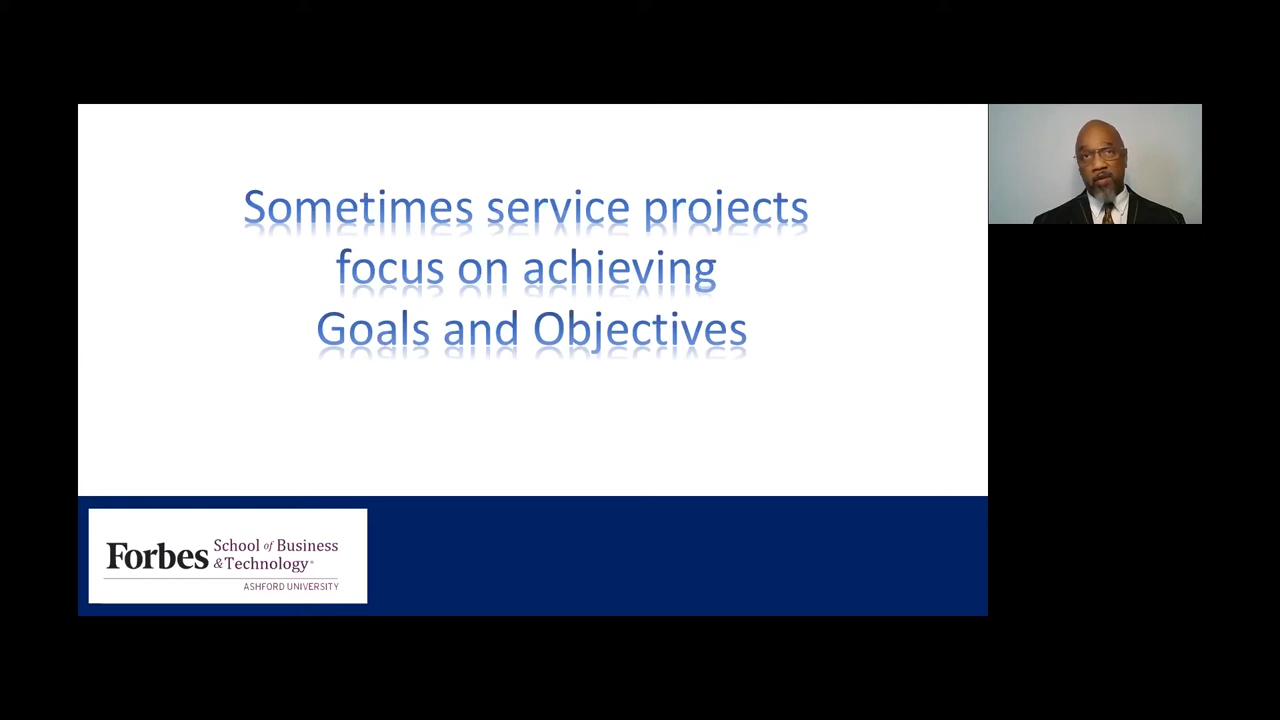 Sometimes service projects
focus on achieving
Goals and Objectives
Forbes School of Business
&Technology®
ASHFORD UNIVERSITY